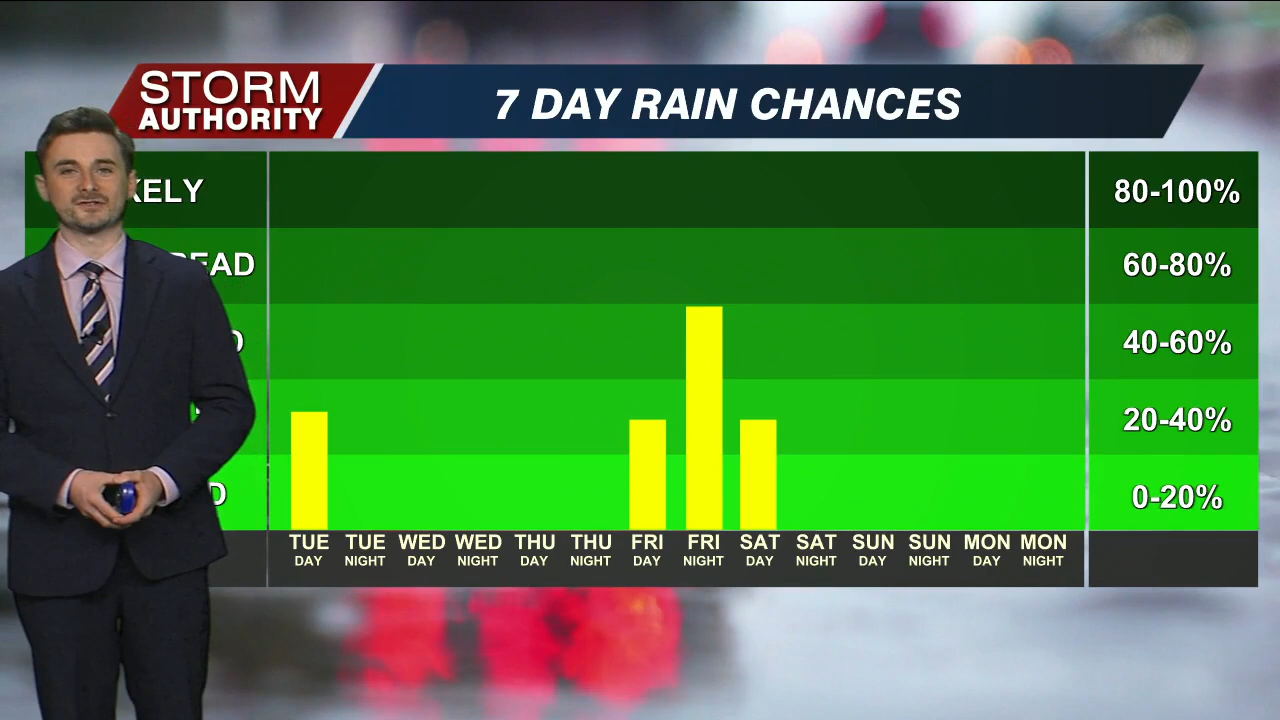 STORM
AUTHORITY
7 DAY RAIN CHANCES
80-100%
60-80%
40-60%
20-40%
0-20%
TUE TUE WED WED THU THU FRI FRI SAT SAT SUN SUN MON MON
DAY NIGHT DAY NIGHT DAY NIGHT DAY NIGHT DAY NIGHT DAY NIGHT DAY NIGHT